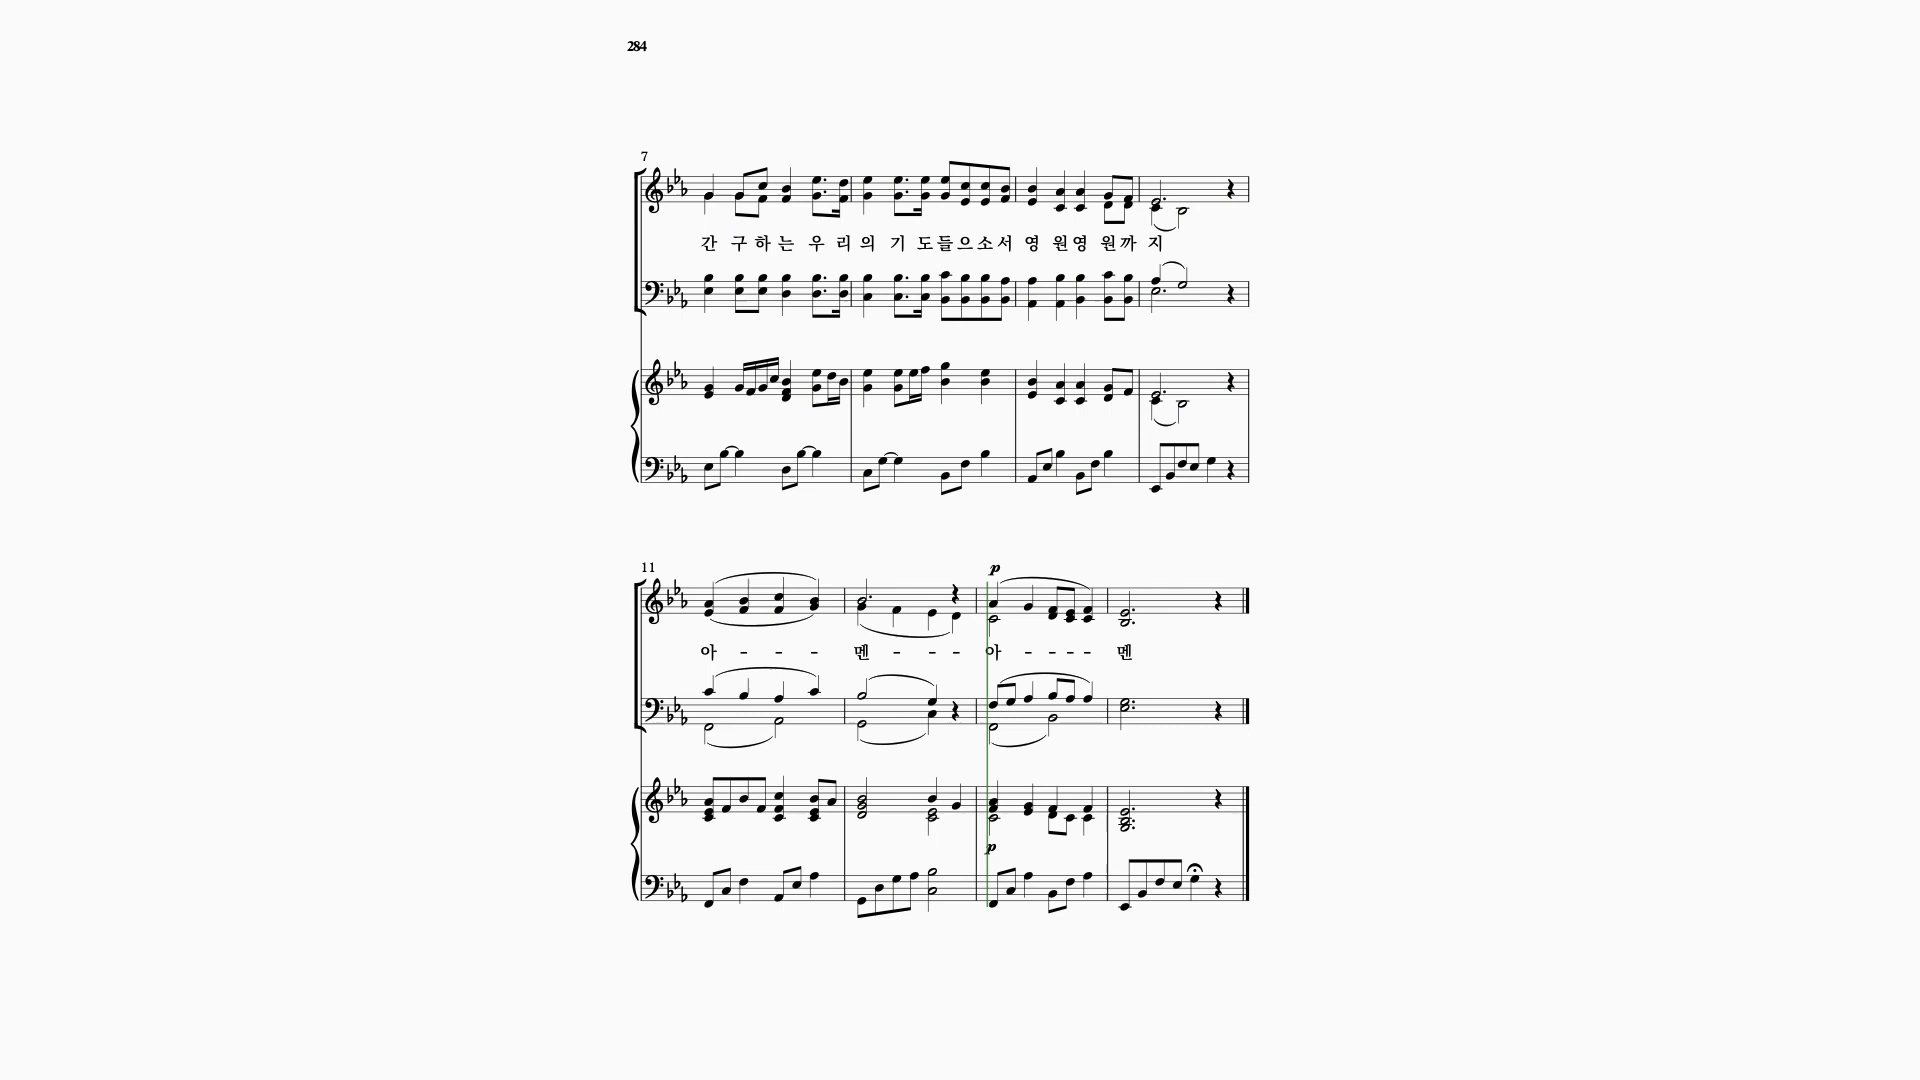 284
7
간 구 하 는 우 리 의 기 도 들 으 소 서 영 원 영 원 까 지
11
p
아 - - - 멘 - - - 아 - - - - 멘
p